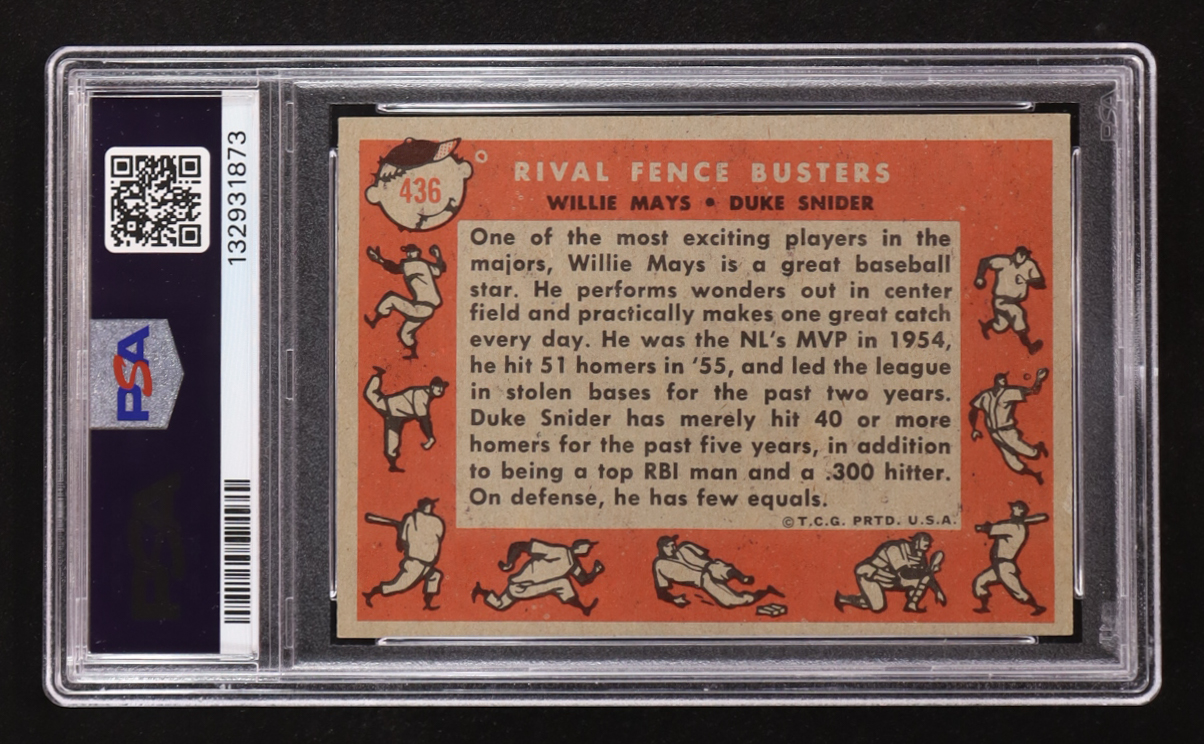 132931873
PSA
436
RIVAL FENCE BUSTERS
WILLIE MAYS • DUKE SNIDER
One of the most exciting players in the
majors, Willie Mays is a great baseball
star. He performs wonders out in center
field and practically makes one great catch
every day. He was the NL's MVP in 1954,
he hit 51 homers in '55, and led the league
in stolen bases for the past two years.
Duke Snider has merely hit 40 or more
homers for the past five years, in addition
to being a top RBI man and a .300 hitter.
On defense, he has few equals.
©T.C.G. PRTD. U.S.A.
PSA
PSA